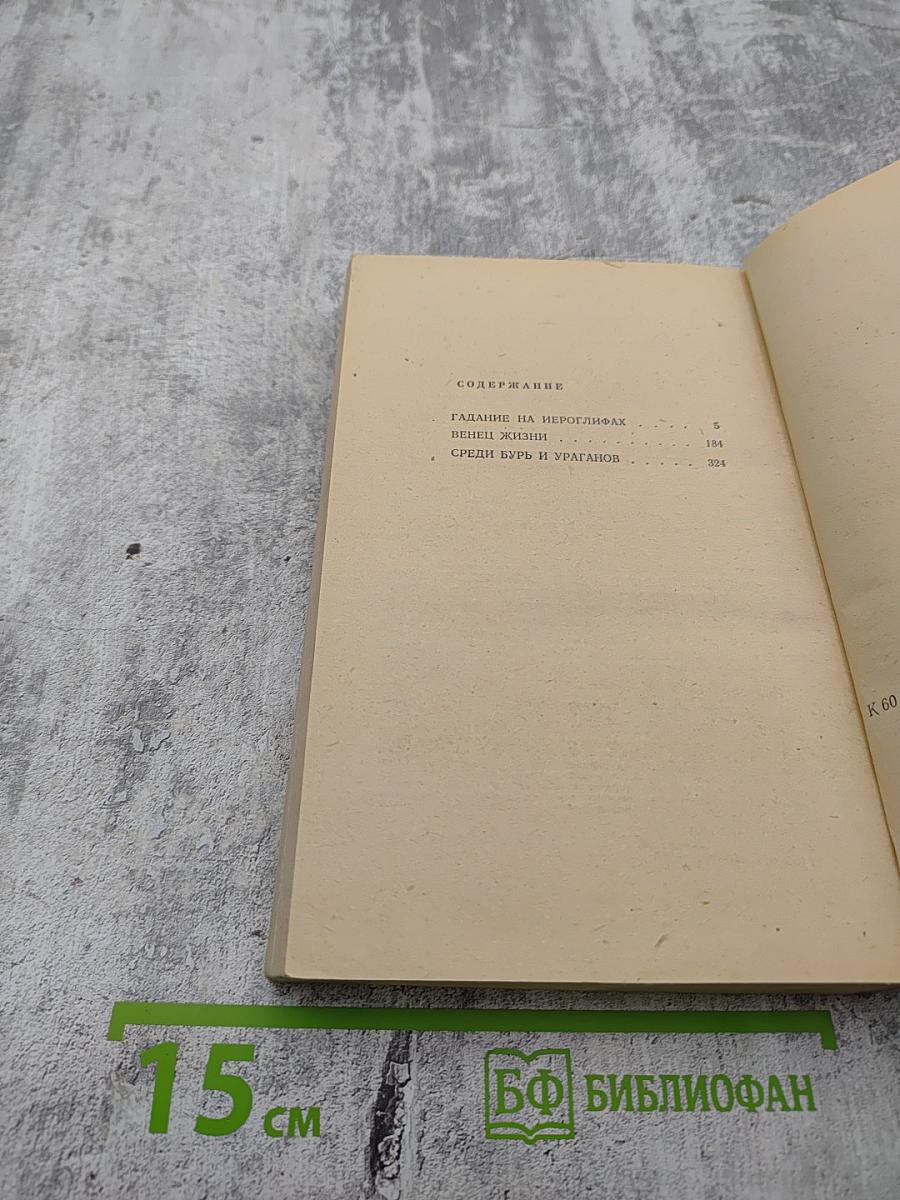 СОДЕРЖАНИЕ
ГАДАНИЕ НА ИЕРОГЛИФАХ . . . . 5
ВЕНЕЦ ЖИЗНИ . . . . . . . . . . 184
СРЕДИ БУРЬ И УРАГАНОВ . . . . . 324
К 60
15 см
БФ БИБЛИОФАН